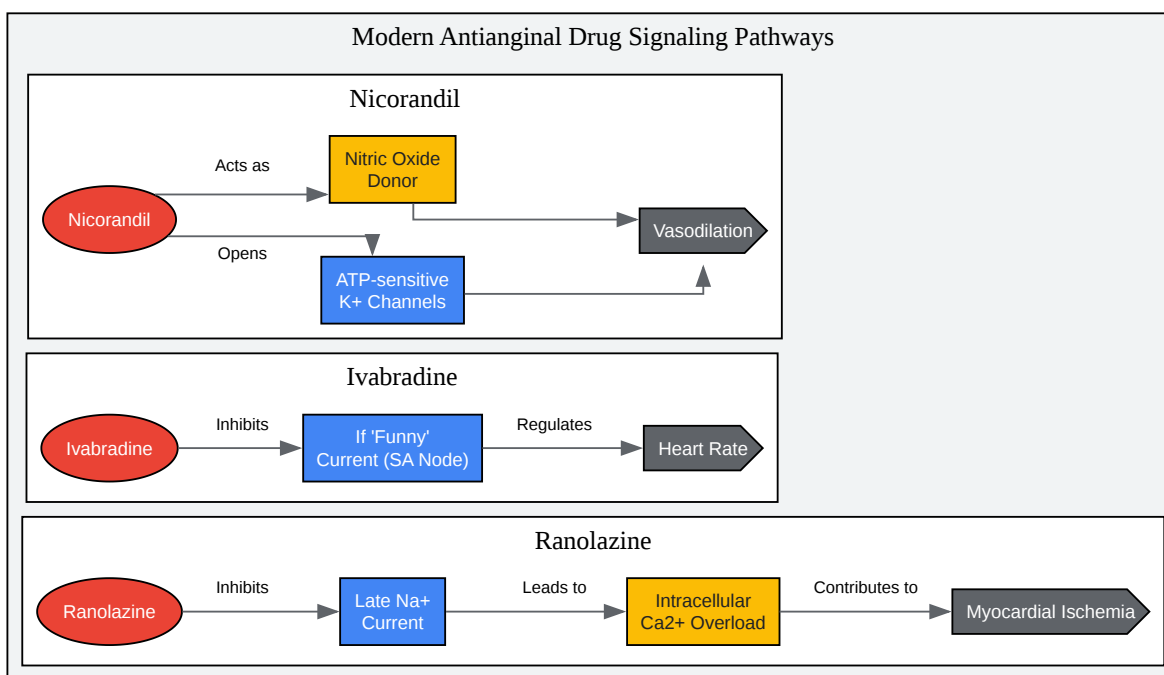 Modern Antianginal Drug Signaling Pathways
Nicorandil
Acts as
Nitric Oxide
Donor
Nicorandil
Vasodilation
Opens
ATP-sensitive
K+ Channels
Ivabradine
Ivabradine
Inhibits
If 'Funny'
Current (SA Node)
Regulates
Heart Rate
Ranolazine
Ranolazine
Inhibits
Late Na+
Current
Leads to
Intracellular
Ca2+ Overload
Contributes to
Myocardial Ischemia